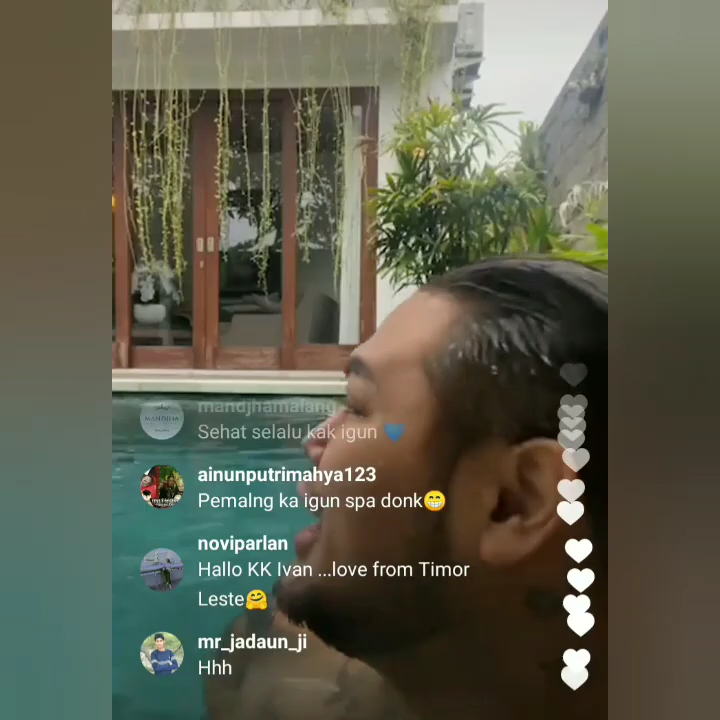 mandjhamalang
Sehat selalu kak igun 💙
ainunputrimahya123
Pemalng ka igun spa donk😁
noviparlan
Hallo KK Ivan ...love from Timor
Leste🤗
mr_jadaun_ji
Hhh
MANDJHA